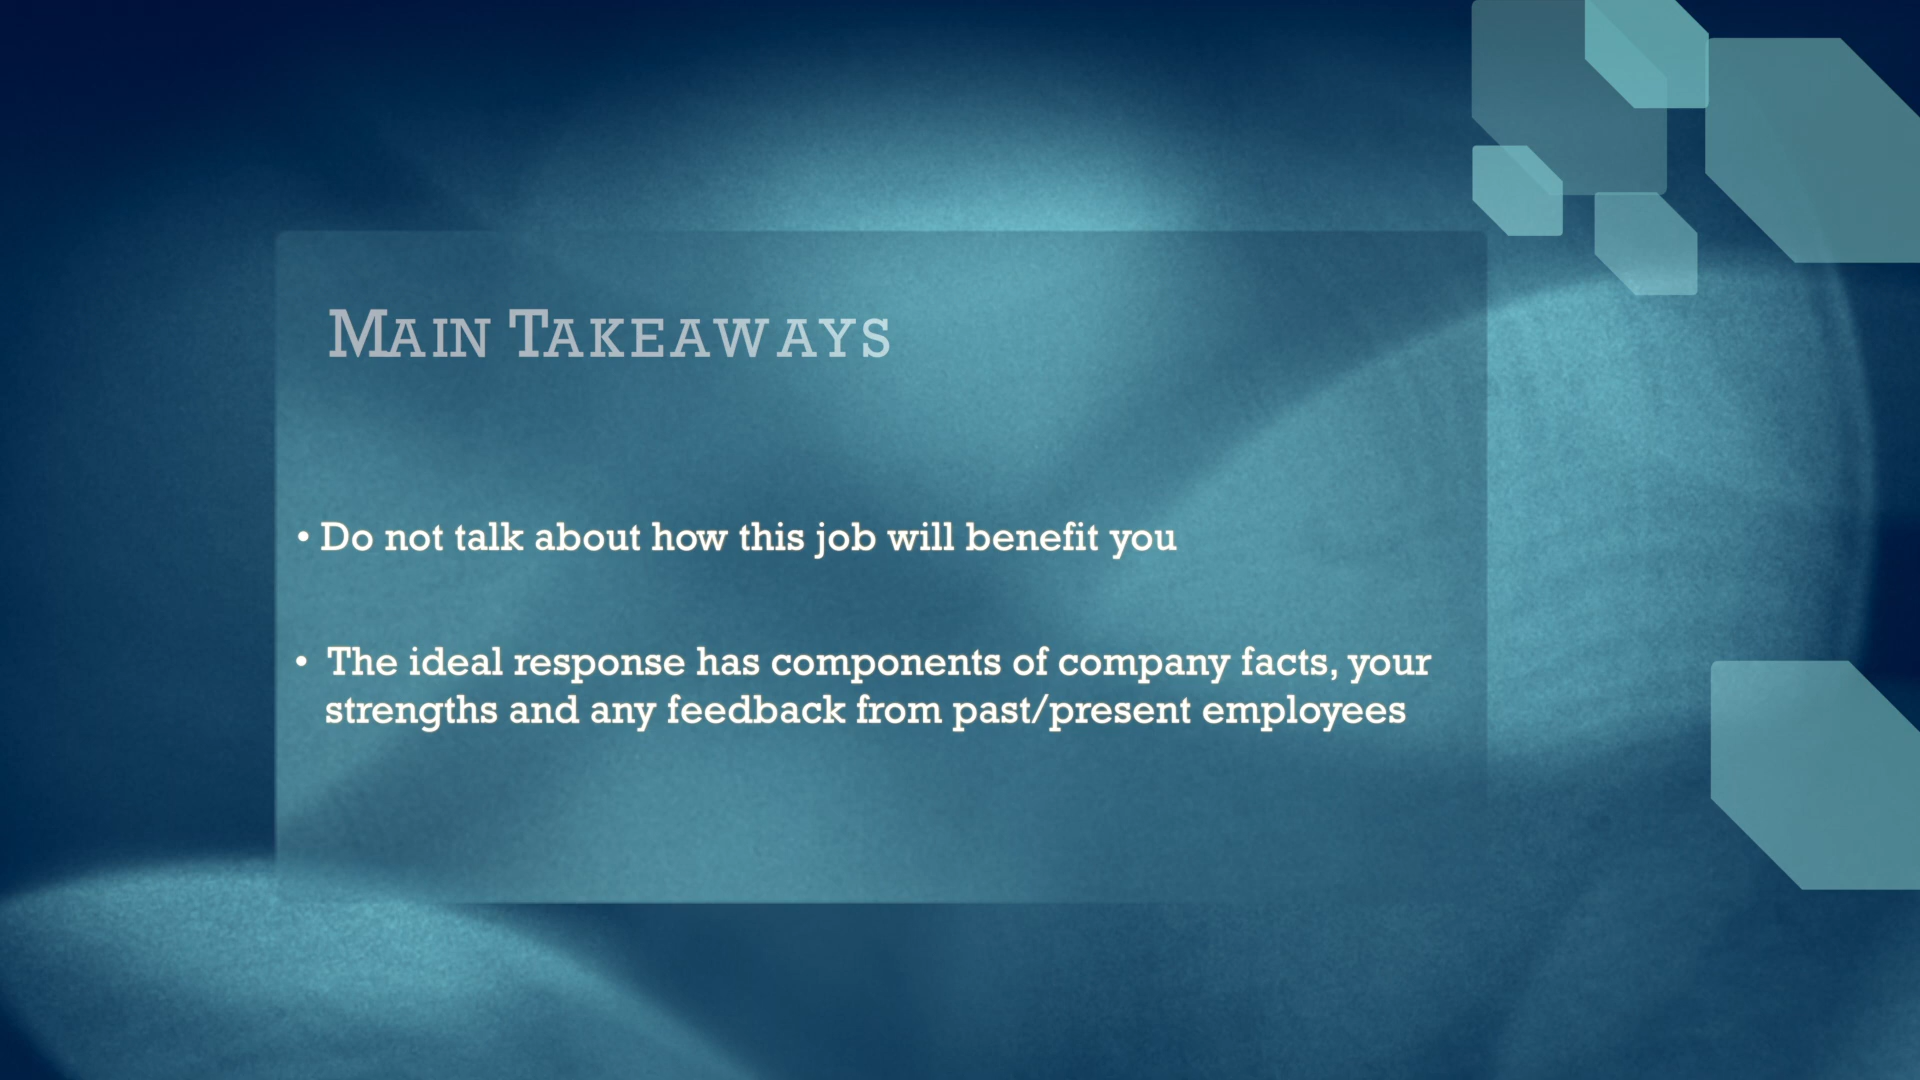 Main Takeaways
• Do not talk about how this job will benefit you
• The ideal response has components of company facts, your
strengths and any feedback from past/present employees